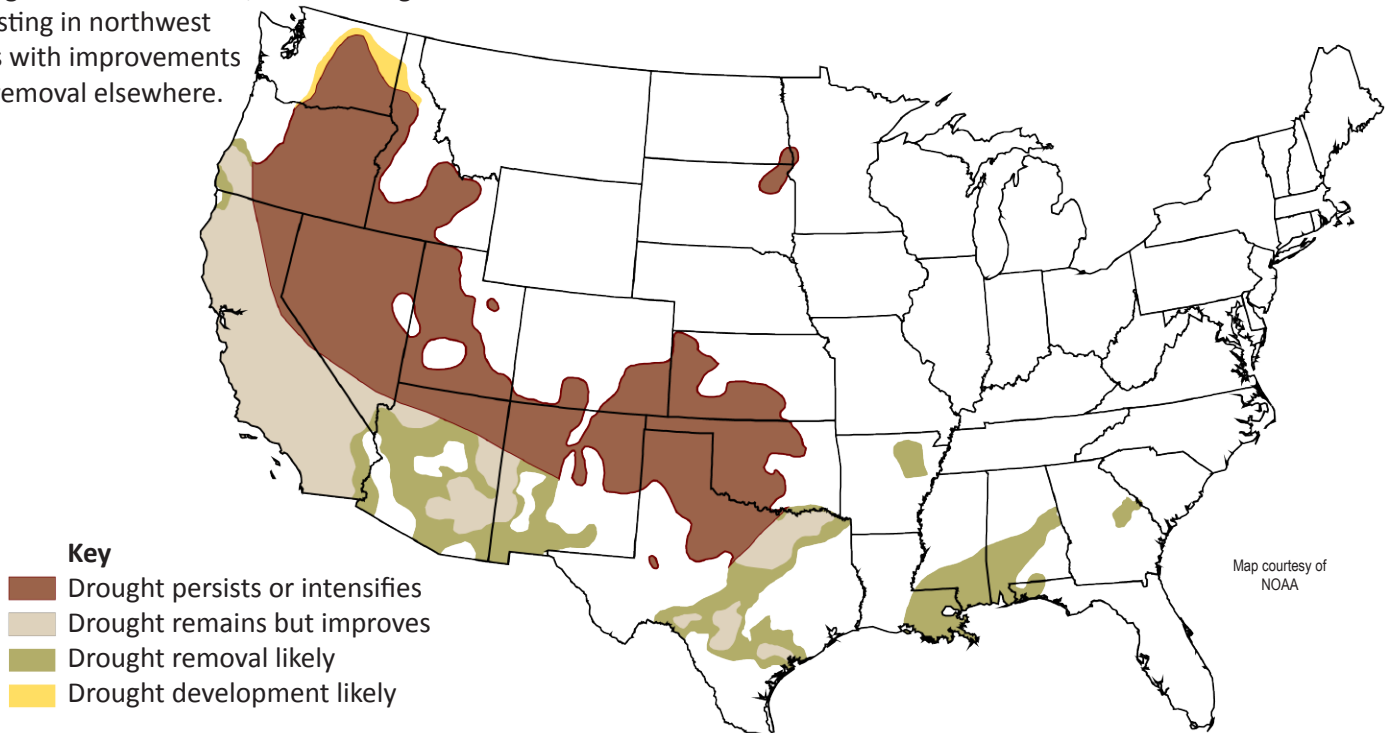 sting in northwest
with improvements
removal elsewhere.
Key
Drought persists or intensifies
Drought remains but improves
Drought removal likely
Drought development likely
Map courtesy of
NOAA